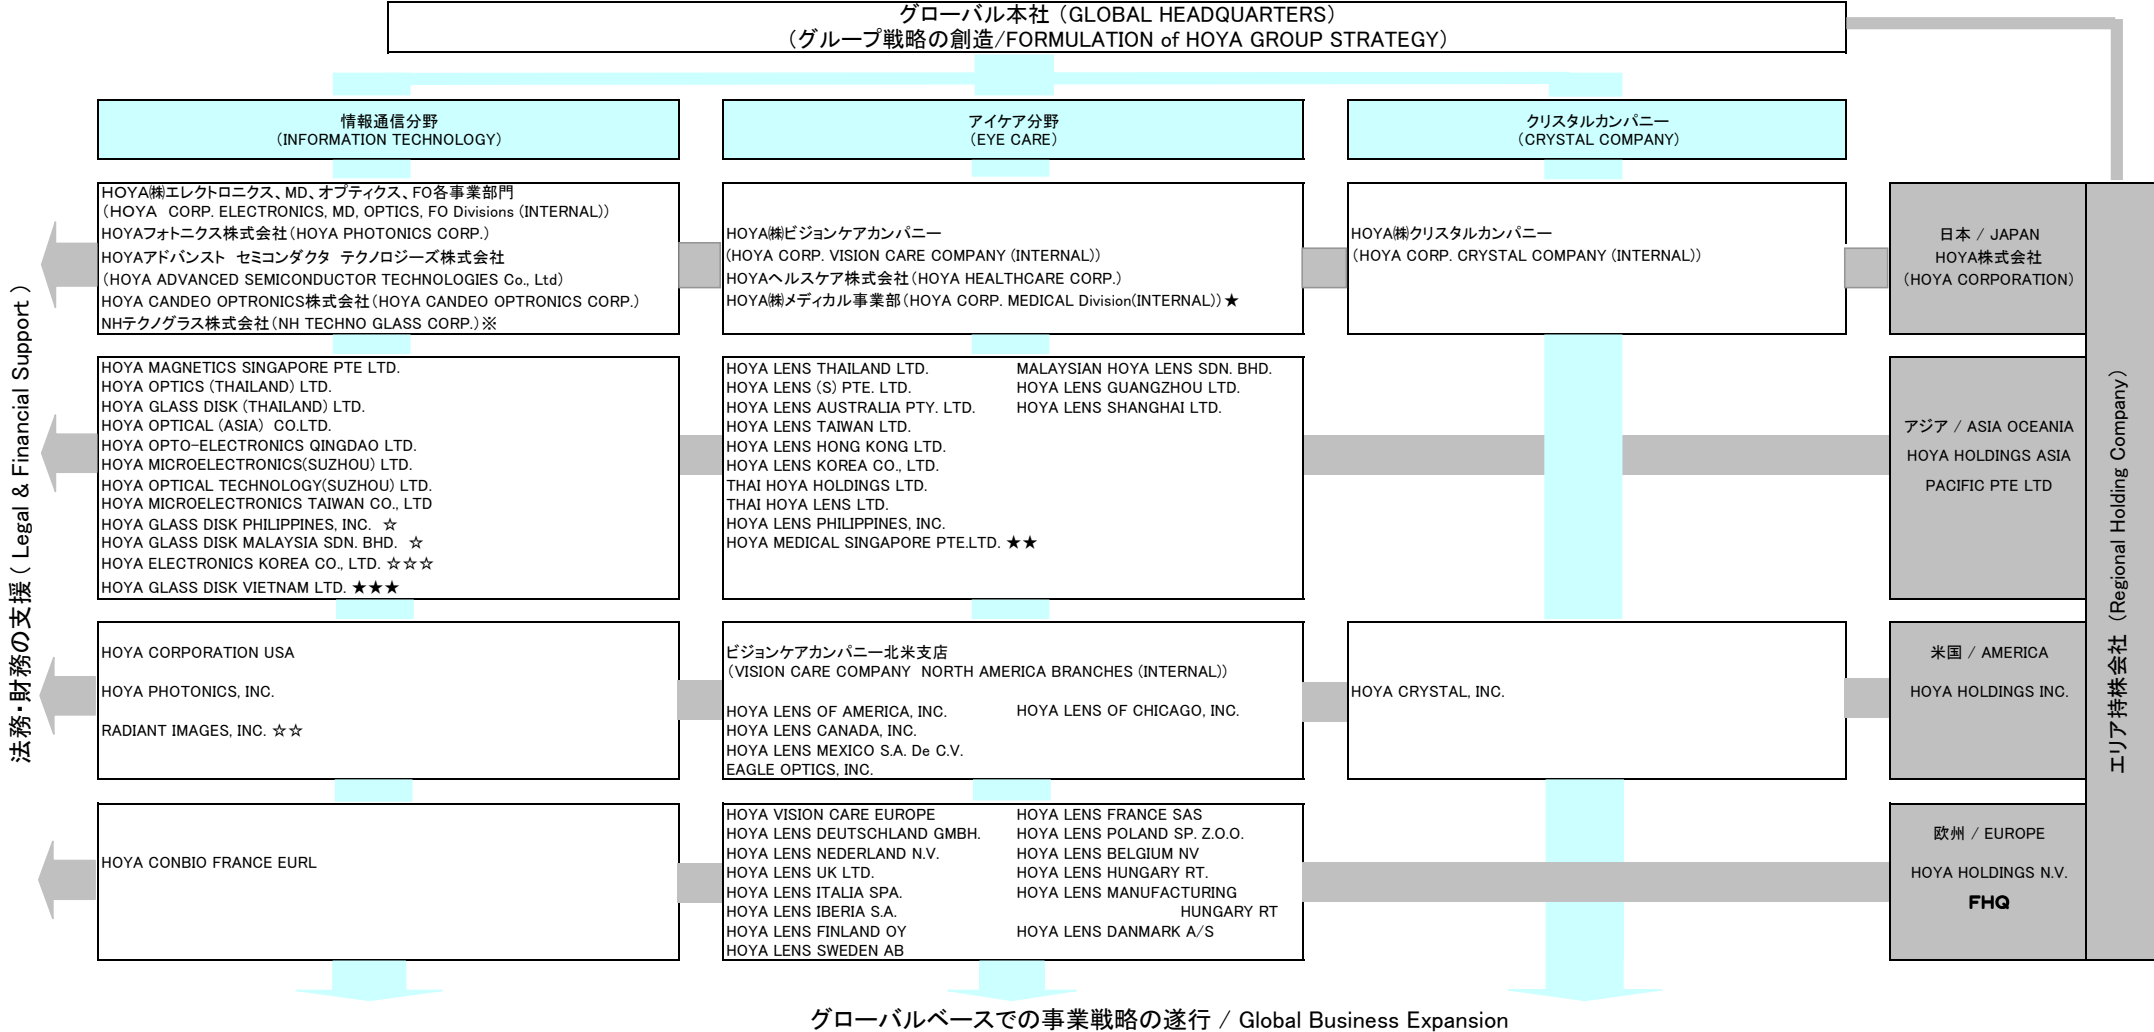 グローバル本社 (GLOBAL HEADQUARTERS)
(グループ戦略の創造/FORMULATION of HOYA GROUP STRATEGY)
情報通信分野
(INFORMATION TECHNOLOGY)
アイケア分野
(EYE CARE)
クリスタルカンパニー
(CRYSTAL COMPANY)
HOYA㈱エレクトロニクス、MD、オプティクス、FO各事業部門
(HOYA CORP. ELECTRONICS, MD, OPTICS, FO Divisions (INTERNAL))
HOYAフォトニクス株式会社(HOYA PHOTONICS CORP.)
HOYAアドバンスト セミコンダクタ テクノロジーズ株式会社
(HOYA ADVANCED SEMICONDUCTOR TECHNOLOGIES Co., Ltd)
HOYA CANDEO OPTRONICS株式会社(HOYA CANDEO OPTRONICS CORP.)
NHテクノグラス株式会社(NH TECHNO GLASS CORP.)※
HOYA㈱ビジョンケアカンパニー
(HOYA CORP. VISION CARE COMPANY (INTERNAL))
HOYAヘルスケア株式会社(HOYA HEALTHCARE CORP.)
HOYA㈱メディカル事業部(HOYA CORP. MEDICAL Division(INTERNAL))★
HOYA㈱クリスタルカンパニー
(HOYA CORP. CRYSTAL COMPANY (INTERNAL))
日本 / JAPAN
HOYA株式会社
(HOYA CORPORATION)
HOYA MAGNETICS SINGAPORE PTE LTD.
HOYA OPTICS (THAILAND) LTD.
HOYA GLASS DISK (THAILAND) LTD.
HOYA OPTICAL (ASIA) CO.LTD.
HOYA OPTO-ELECTRONICS QINGDAO LTD.
HOYA MICROELECTRONICS(SUZHOU) LTD.
HOYA OPTICAL TECHNOLOGY(SUZHOU) LTD.
HOYA MICROELECTRONICS TAIWAN CO., LTD
HOYA GLASS DISK PHILIPPINES, INC. ☆
HOYA GLASS DISK MALAYSIA SDN. BHD. ☆
HOYA ELECTRONICS KOREA CO., LTD. ☆☆☆
HOYA GLASS DISK VIETNAM LTD. ★★★
HOYA LENS THAILAND LTD.
HOYA LENS (S) PTE. LTD.
HOYA LENS AUSTRALIA PTY. LTD.
HOYA LENS TAIWAN LTD.
HOYA LENS HONG KONG LTD.
HOYA LENS KOREA CO., LTD.
THAI HOYA HOLDINGS LTD.
THAI HOYA LENS LTD.
HOYA LENS PHILIPPINES, INC.
HOYA MEDICAL SINGAPORE PTE.LTD. ★★
MALAYSIAN HOYA LENS SDN. BHD.
HOYA LENS GUANGZHOU LTD.
HOYA LENS SHANGHAI LTD.
アジア / ASIA OCEANIA
HOYA HOLDINGS ASIA
PACIFIC PTE LTD
HOYA CORPORATION USA
HOYA PHOTONICS, INC.
RADIANT IMAGES, INC. ☆☆
ビジョンケアカンパニー北米支店
(VISION CARE COMPANY NORTH AMERICA BRANCHES (INTERNAL))
HOYA LENS OF AMERICA, INC.
HOYA LENS CANADA, INC.
HOYA LENS MEXICO S.A. De C.V.
EAGLE OPTICS, INC.
HOYA LENS OF CHICAGO, INC.
HOYA CRYSTAL, INC.
米国 / AMERICA
HOYA HOLDINGS INC.
HOYA CONBIO FRANCE EURL
HOYA VISION CARE EUROPE
HOYA LENS DEUTSCHLAND GMBH.
HOYA LENS NEDERLAND N.V.
HOYA LENS UK LTD.
HOYA LENS ITALIA SPA.
HOYA LENS IBERIA S.A.
HOYA LENS FINLAND OY
HOYA LENS SWEDEN AB
HOYA LENS FRANCE SAS
HOYA LENS POLAND SP. Z.O.O.
HOYA LENS BELGIUM NV
HOYA LENS HUNGARY RT.
HOYA LENS MANUFACTURING
HUNGARY RT
HOYA LENS DANMARK A/S
欧州 / EUROPE
HOYA HOLDINGS N.V.
FHQ
法務・財務の支援 ( Legal & Financial Support )
エリア持株会社 (Regional Holding Company)
グローバルベースでの事業戦略の遂行 / Global Business Expansion